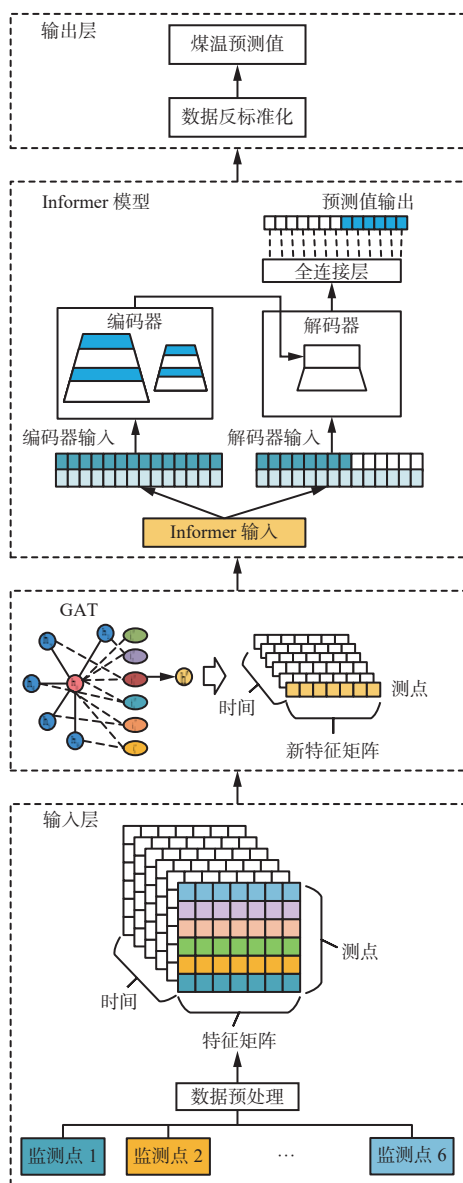 输出层
煤温预测值
数据反标准化
Informer 模型
预测值输出
全连接层
编码器
解码器
编码器输入
解码器输入
Informer 输入
GAT
测点
时间
新特征矩阵
输入层
测点
时间
特征矩阵
数据预处理
监测点 1
监测点 2
…
监测点 6